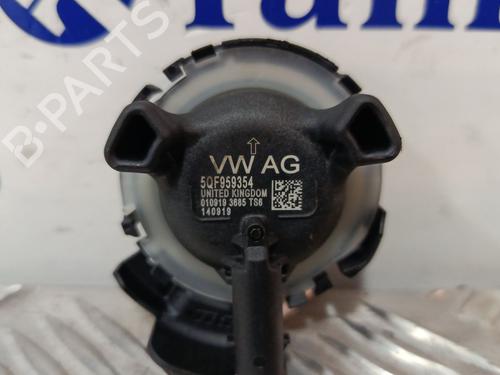 B-PARTS
VW AG
5QF959354
UNITED KINGDOM
010919 3685 TS6
140919